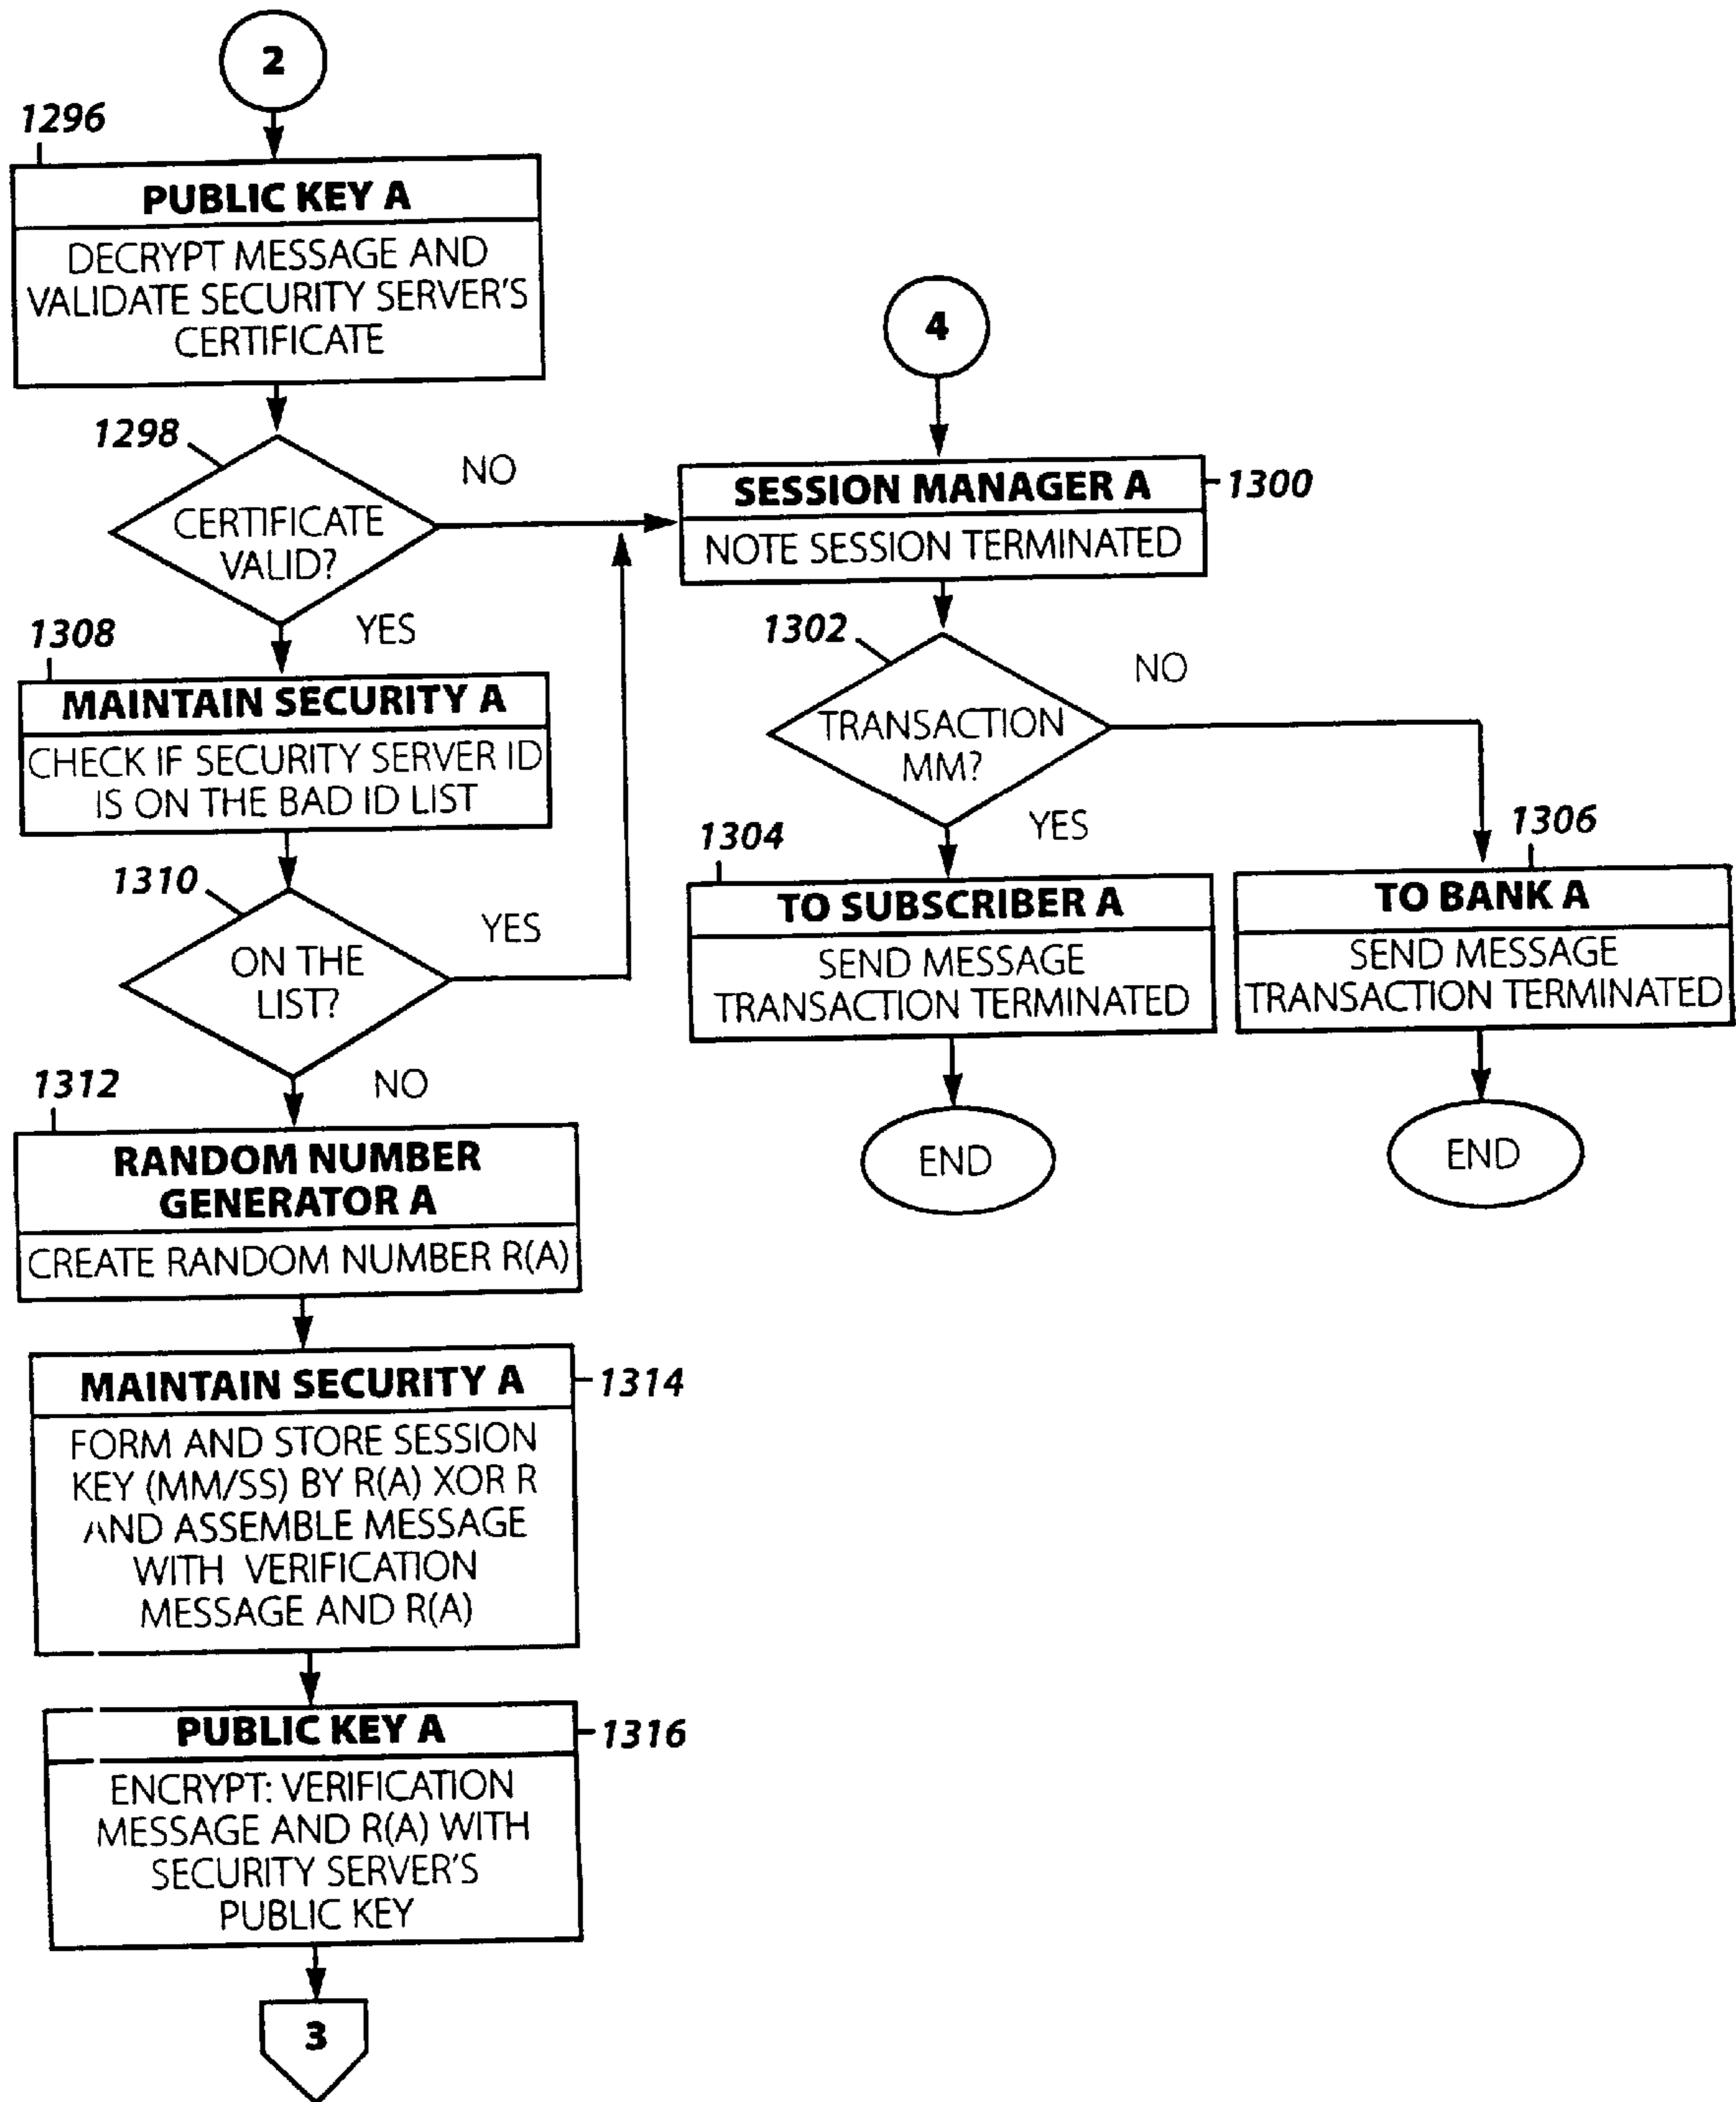 2
1296
PUBLIC KEY A
DECRYPT MESSAGE AND
VALIDATE SECURITY SERVER'S
CERTIFICATE
1298
CERTIFICATE
VALID?
NO
YES
1308
MAINTAIN SECURITY A
CHECK IF SECURITY SERVER ID
IS ON THE BAD ID LIST
1310
ON THE
LIST?
YES
NO
1312
RANDOM NUMBER
GENERATOR A
CREATE RANDOM NUMBER R(A)
MAINTAIN SECURITY A
1314
FORM AND STORE SESSION
KEY (MM/SS) BY R(A) XOR R
AND ASSEMBLE MESSAGE
WITH VERIFICATION
MESSAGE AND R(A)
PUBLIC KEY A
1316
ENCRYPT: VERIFICATION
MESSAGE AND R(A) WITH
SECURITY SERVER'S
PUBLIC KEY
3
4
SESSION MANAGER A
1300
NOTE SESSION TERMINATED
1302
TRANSACTION
MM?
NO
YES
1304
TO SUBSCRIBER A
SEND MESSAGE
TRANSACTION TERMINATED
END
1306
TO BANK A
SEND MESSAGE
TRANSACTION TERMINATED
END